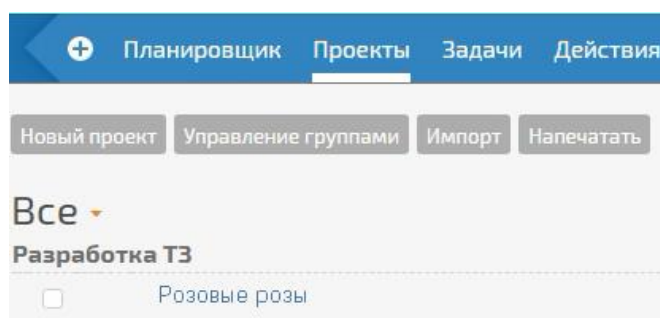 Планировщик Проекты Задачи Действия
Новый проект Управление группами Импорт Напечатать
Все
Разработка ТЗ
Розовые розы